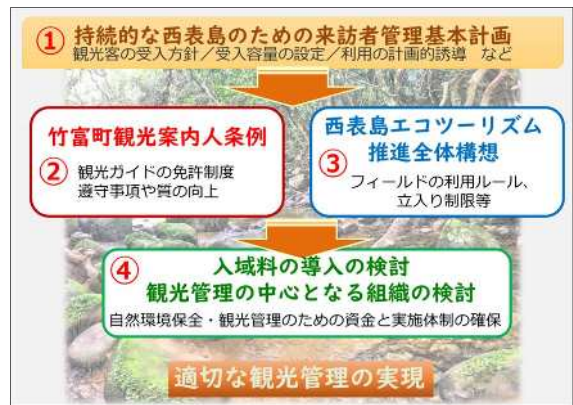 ① 持続的な西表島のための来訪者管理基本計画
観光客の受入方針/受入容量の設定/利用の計画的誘導 など
竹富町観光案内人条例
② 観光ガイドの免許制度
遵守事項や質の向上
西表島エコツーリズム
③ 推進全体構想
フィールドの利用ルール、
立入り制限等
④ 入域料の導入の検討
観光管理の中心となる組織の検討
自然環境保全・観光管理のための資金と実施体制の確保
適切な観光管理の実現